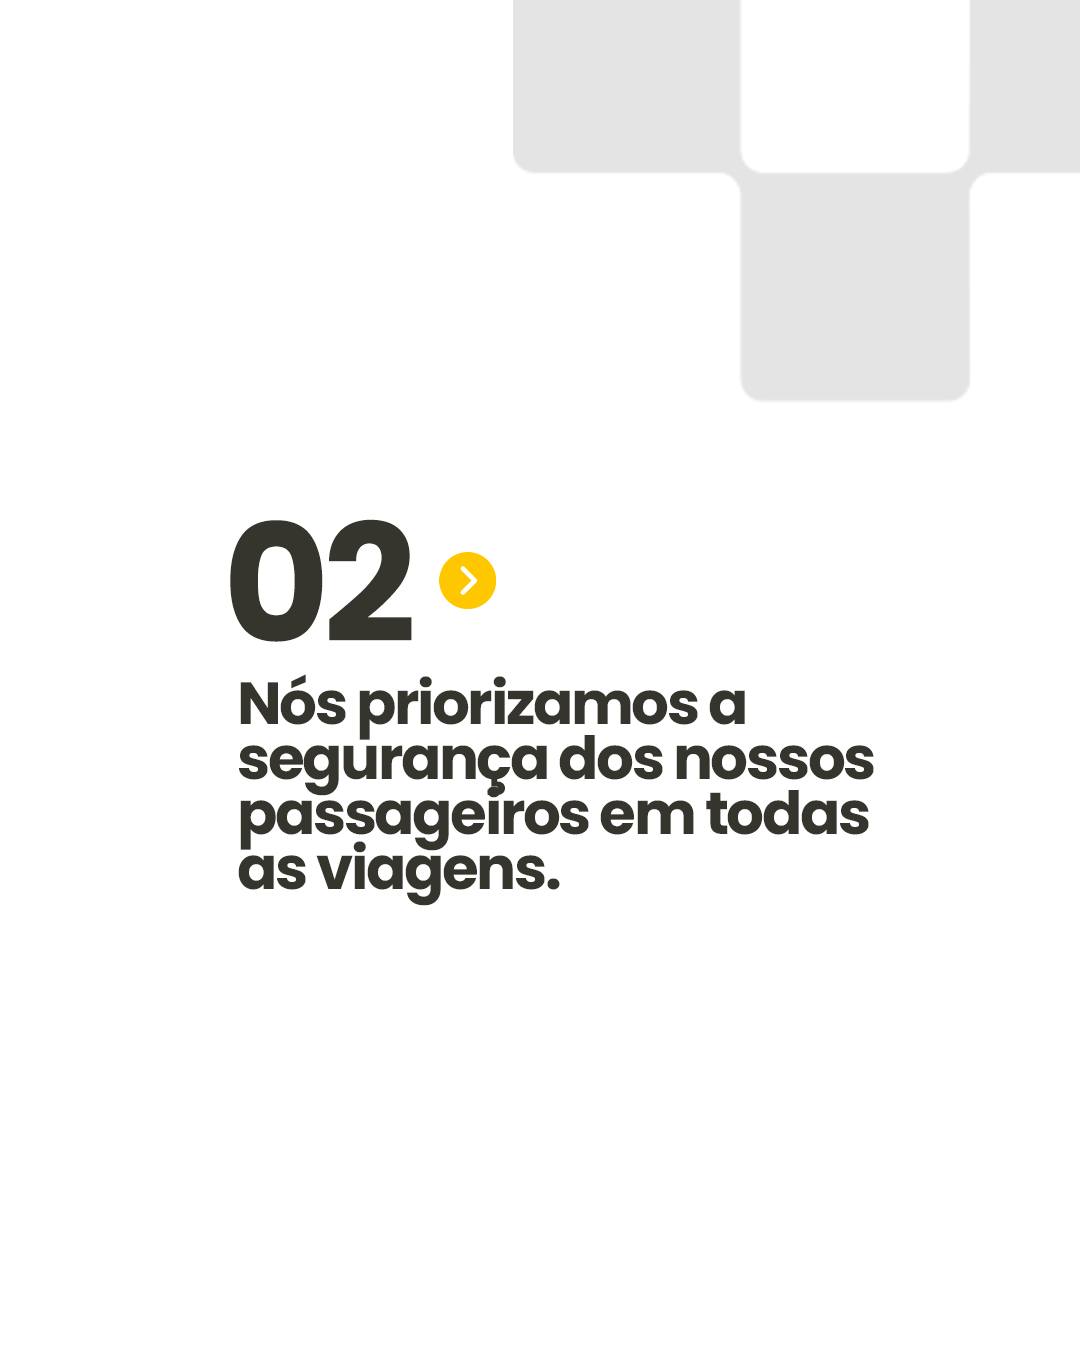 02
Nós priorizamos a
segurança dos nossos
passageiros em todas
as viagens.